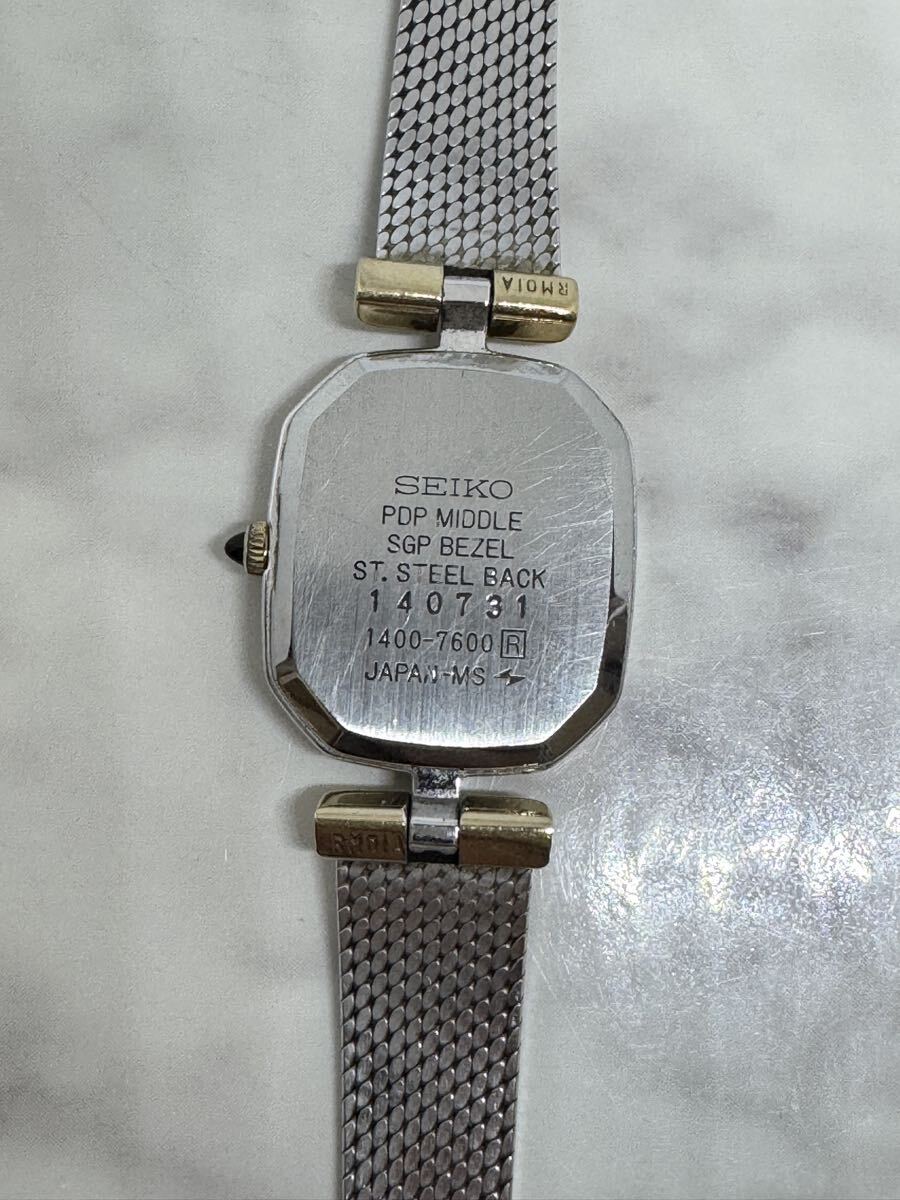 RM01A
SEIKO
PDP MIDDLE
SGP BEZEL
ST. STEEL BACK
140731
1400-7600 R
JAPAN-MS
RM01A